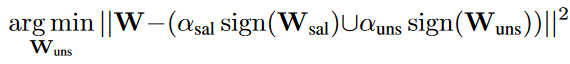 arg min ||W−(α_sal sign(W_sal)∪α_uns sign(W_uns))||²
W_uns